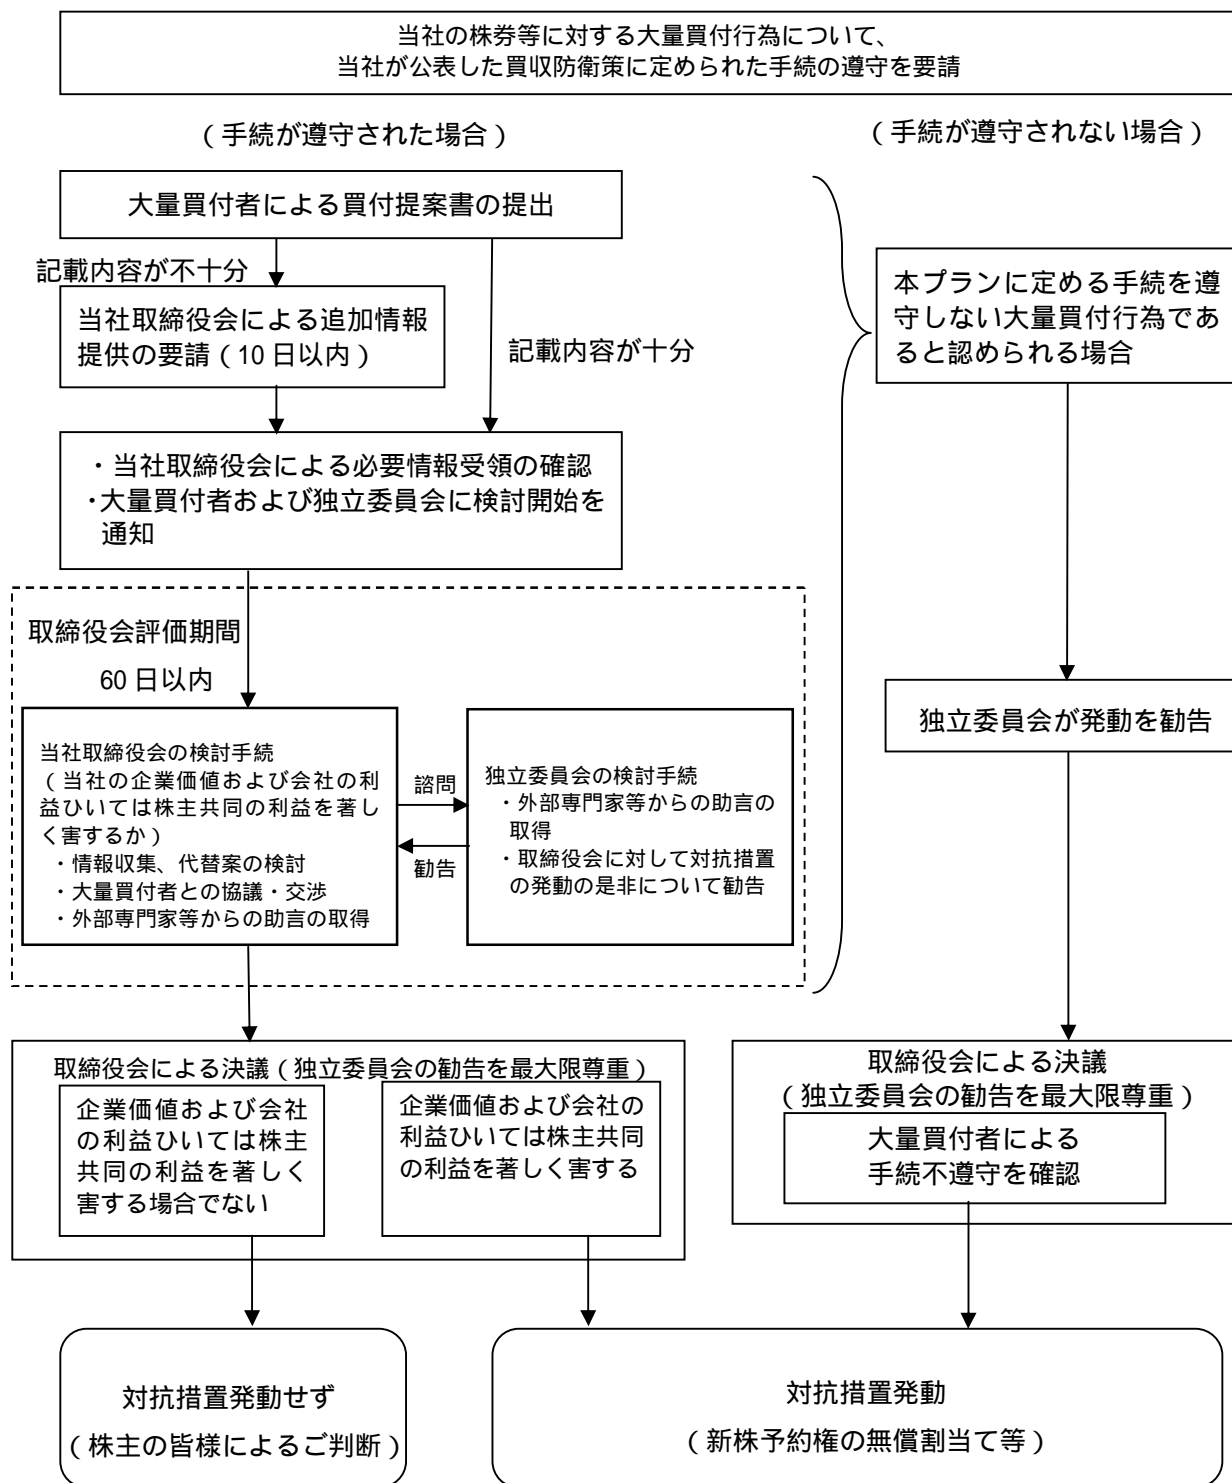 当社の株券等に対する大量買付行為について、
当社が公表した買収防衛策に定められた手続の遵守を要請
(手続が遵守された場合)
(手続が遵守されない場合)
大量買付者による買付提案書の提出
記載内容が不十分
当社取締役会による追加情報
提供の要請(10日以内)
記載内容が十分
・当社取締役会による必要情報受領の確認
・大量買付者および独立委員会に検討開始を
通知
取締役会評価期間
60日以内
当社取締役会の検討手続
(当社の企業価値および会社の利
益ひいては株主共同の利益を著し
く害するか)
・情報収集、代替案の検討
・大量買付者との協議・交渉
・外部専門家等からの助言の取得
諮問
勧告
独立委員会の検討手続
・外部専門家等からの助言の
取得
・取締役会に対して対抗措置
の発動の是非について勧告
本プランに定める手続を遵
守しない大量買付行為であ
ると認められる場合
独立委員会が発動を勧告
取締役会による決議(独立委員会の勧告を最大限尊重)
企業価値および会社
の利益ひいては株主
共同の利益を著しく
害する場合でない
企業価値および会社の
利益ひいては株主共同
の利益を著しく害する
取締役会による決議
(独立委員会の勧告を最大限尊重)
大量買付者による
手続不遵守を確認
対抗措置発動せず
(株主の皆様によるご判断)
対抗措置発動
(新株予約権の無償割当て等)